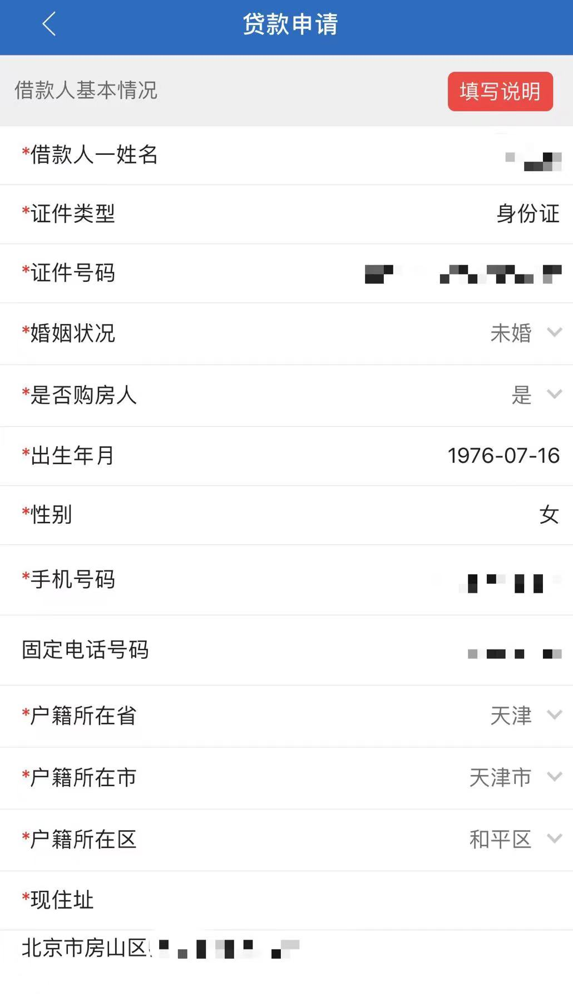 贷款申请
借款人基本情况
填写说明
*借款人一姓名
*证件类型 身份证
*证件号码
*婚姻状况 未婚
*是否购房人 是
*出生年月 1976-07-16
*性别 女
*手机号码
固定电话号码
*户籍所在省 天津
*户籍所在市 天津市
*户籍所在区 和平区
*现住址
北京市房山区